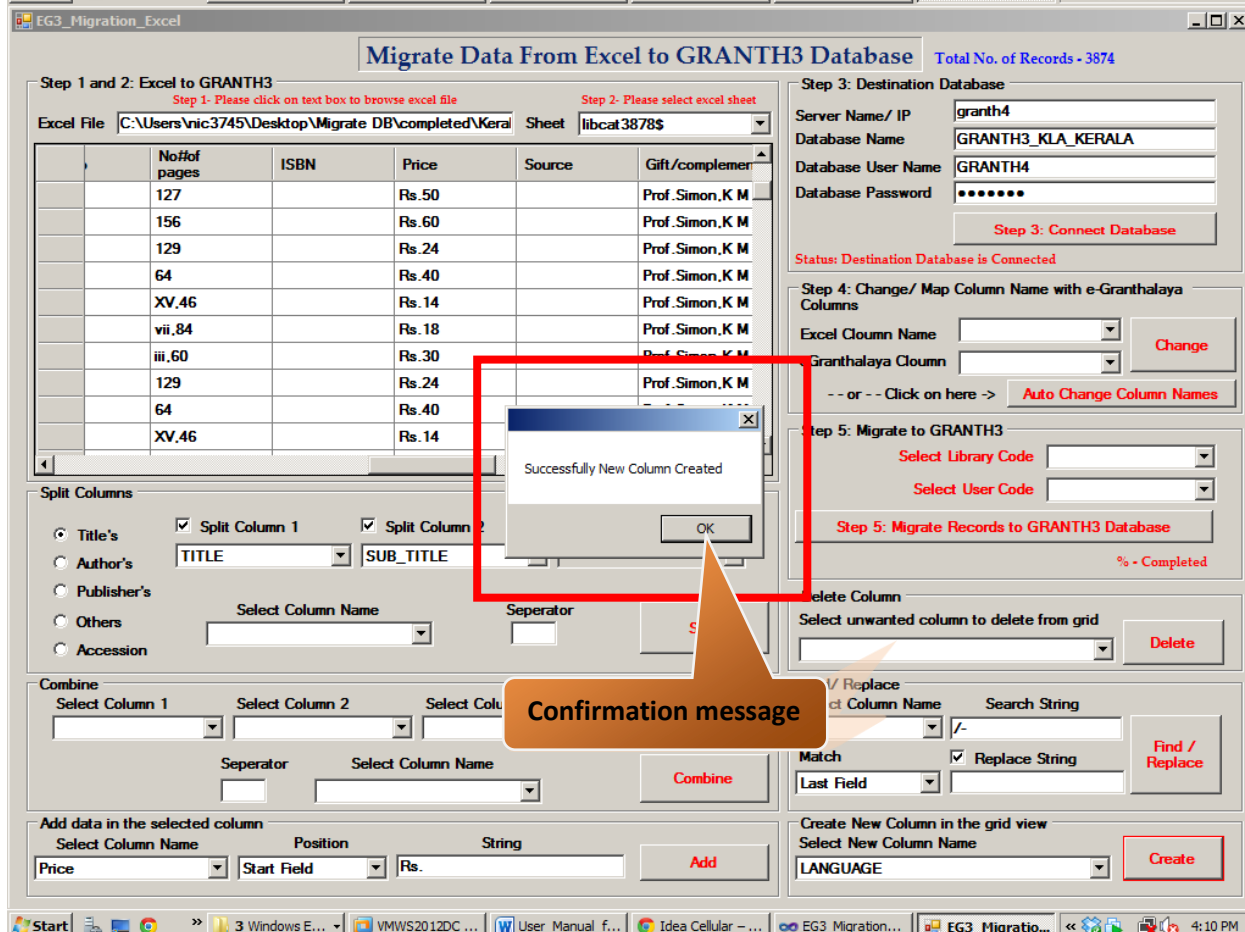 EG3_Migration_Excel
Migrate Data From Excel to GRANTH3 Database
Total No. of Records - 3874
Step 1 and 2: Excel to GRANTH3
Step 1- Please click on text box to browse excel file
Step 2- Please select excel sheet
Excel File C:\Users\nic3745\Desktop\Migrate DB\completed\Keral Sheet libcat3878$
No#of pages ISBN Price Source Gift/complemen
127 Rs.50 Prof.Simon,K M
156 Rs.60 Prof.Simon,K M
129 Rs.24 Prof.Simon,K M
64 Rs.40 Prof.Simon,K M
XV,46 Rs.14 Prof.Simon,K M
vii,84 Rs.18 Prof.Simon,K M
iii,60 Rs.30 Prof.Simon,K M
129 Rs.24 Prof.Simon,K M
64 Rs.40
XV,46 Rs.14
Successfully New Column Created
OK
Split Columns
Title's
Author's
Publisher's
Others
Accession
Split Column 1 Split Column 2
TITLE SUB_TITLE
Select Column Name Seperator
Combine
Select Column 1 Select Column 2 Select Colu
Seperator Select Column Name
Combine
Confirmation message
Add data in the selected column
Select Column Name Position String
Price Start Field Rs. Add
Step 3: Destination Database
Server Name/ IP granth4
Database Name GRANTH3_KLA_KERALA
Database User Name GRANTH4
Database Password •••••••
Step 3: Connect Database
Status: Destination Database is Connected
Step 4: Change/ Map Column Name with e-Granthalaya
Columns
Excel Cloumn Name
Granthalaya Cloumn
Change
- - or - - Click on here -> Auto Change Column Names
Step 5: Migrate to GRANTH3
Select Library Code
Select User Code
Step 5: Migrate Records to GRANTH3 Database
% - Completed
Delete Column
Select unwanted column to delete from grid
Delete
/ Replace
ct Column Name Search String
/-
Match Replace String
Last Field
Find /
Replace
Create New Column in the grid view
Select New Column
Name
LANGUAGE
Create
Start » 3 Windows E... VMWS2012DC ... User_Manual_f... Idea Cellular – ... EG3_Migration... EG3_Migratio... « 4:10 PM